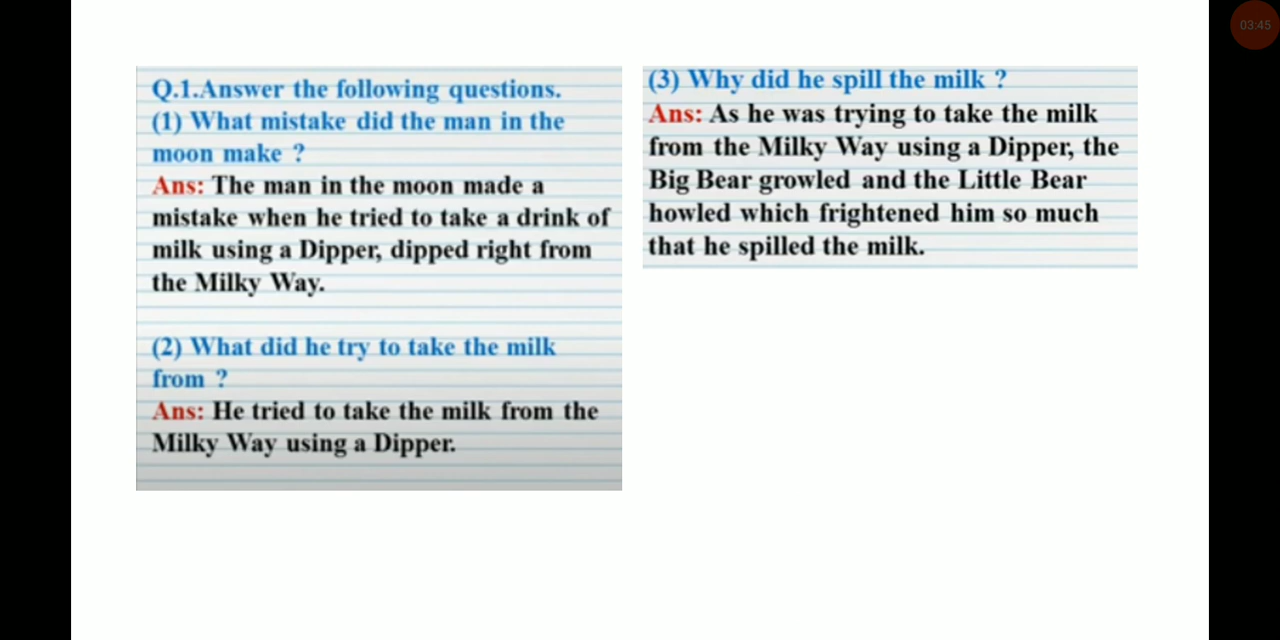 03:45
Q.1.Answer the following questions.
(1) What mistake did the man in the
moon make ?
Ans: The man in the moon made a
mistake when he tried to take a drink of
milk using a Dipper, dipped right from
the Milky Way.
(2) What did he try to take the milk
from ?
Ans: He tried to take the milk from the
Milky Way using a Dipper.
(3) Why did he spill the milk ?
Ans: As he was trying to take the milk
from the Milky Way using a Dipper, the
Big Bear growled and the Little Bear
howled which frightened him so much
that he spilled the milk.